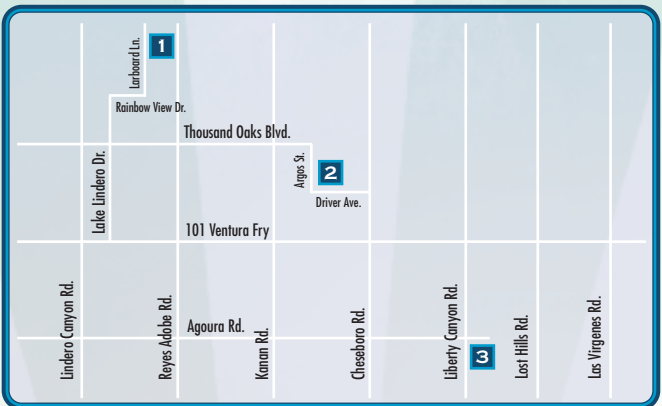 Larboard Ln.
1
Rainbow View Dr.
Thousand Oaks Blvd.
Lake Lindero Dr.
Argos St.
2
Driver Ave.
101 Ventura Fry
Lindero Canyon Rd.
Reyes Adobe Rd.
Agoura Rd.
Kanan Rd.
Cheseboro Rd.
Liberty Canyon Rd.
3
Lost Hills Rd.
Las Virgenes Rd.